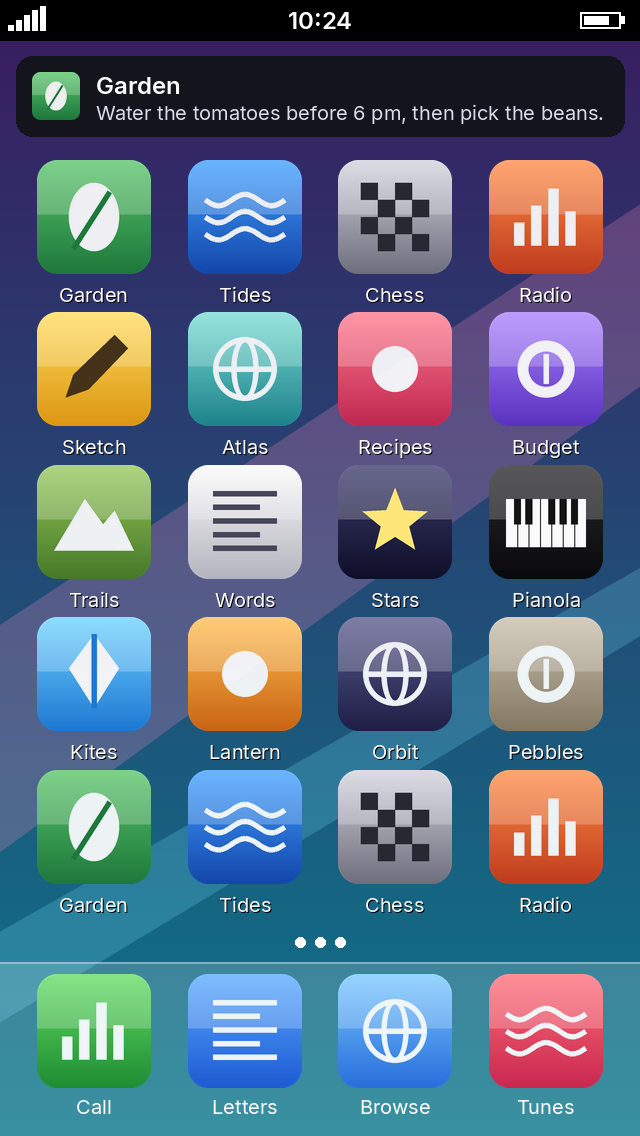 10:24
Garden
Water the tomatoes before 6 pm, then pick the beans.
Garden Tides Chess Radio
Sketch Atlas Recipes Budget
Trails Words Stars Pianola
Kites Lantern Orbit Pebbles
Garden Tides Chess Radio
Call Letters Browse Tunes